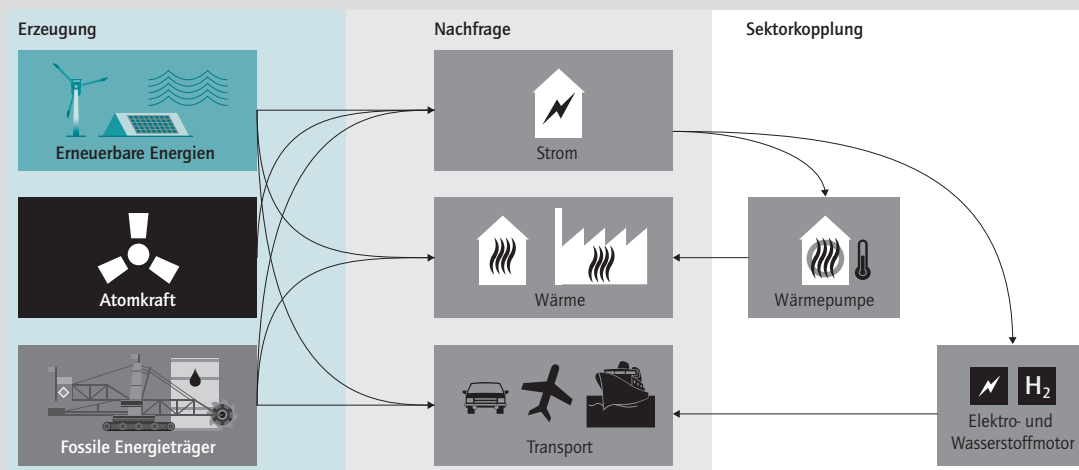 Erzeugung
Nachfrage
Sektorkopplung
Erneuerbare Energien
Strom
Atomkraft
Wärme
Wärmepumpe
Fossile Energieträger
Transport
H₂
Elektro- und
Wasserstoffmotor